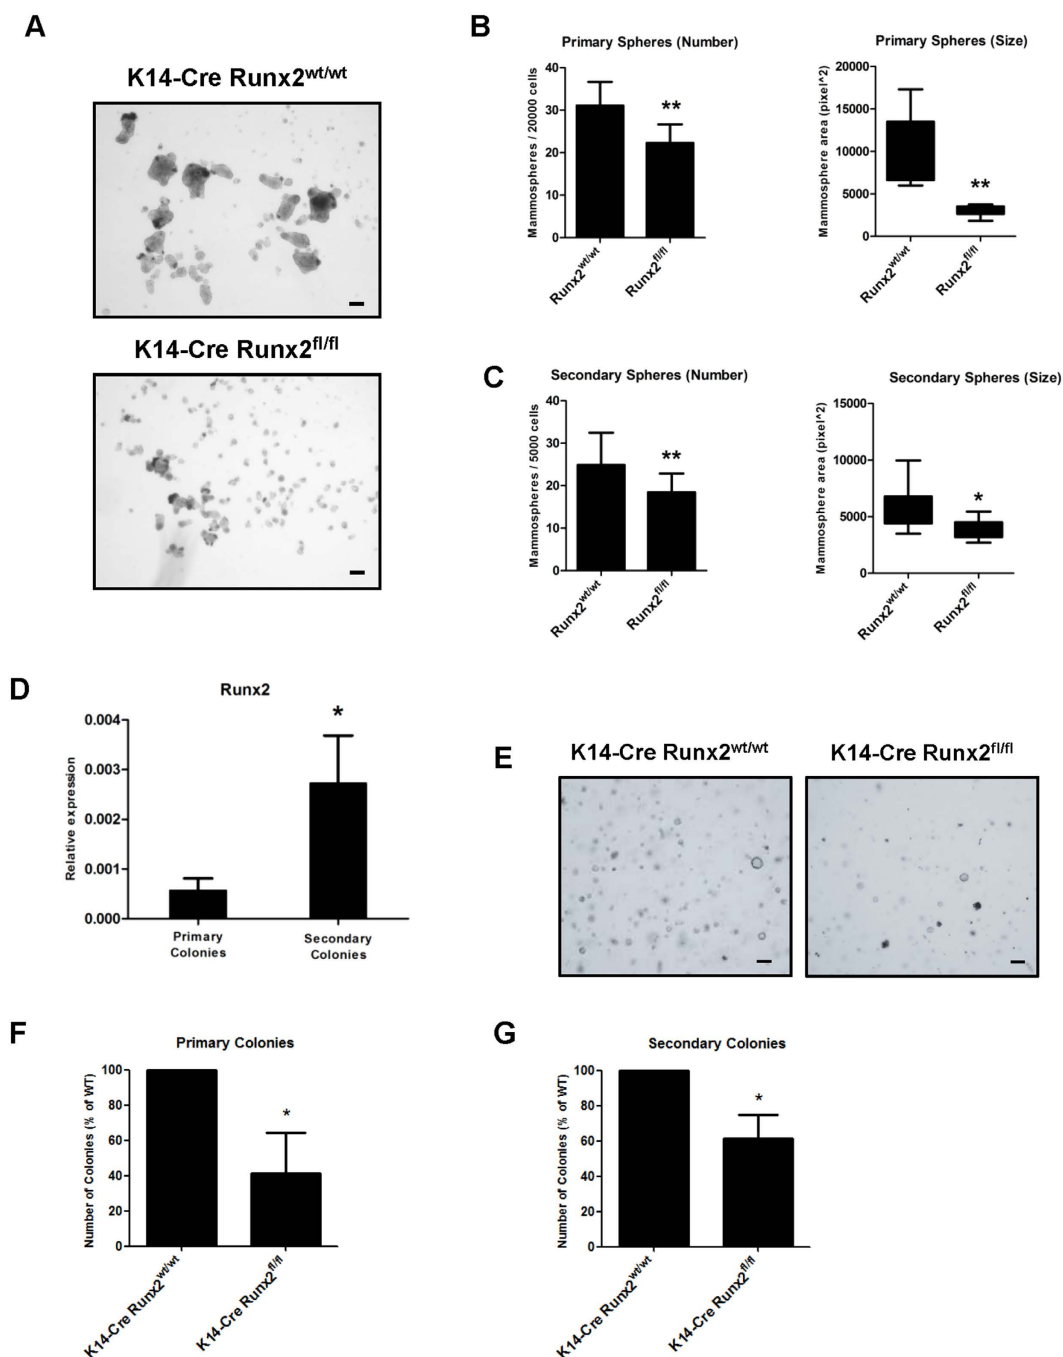 A
K14-Cre Runx2wt/wt
K14-Cre Runx2fl/fl
B
Primary Spheres (Number)
Mammospheres / 20000 cells
40
30
20
10
0
**
Runx2wt/wt
Runx2fl/fl
Primary Spheres (Size)
Mammosphere area (pixel^2)
20000
15000
10000
5000
0
**
Runx2wt/wt
Runx2fl/fl
C
Secondary Spheres (Number)
Mammospheres / 5000 cells
40
30
20
10
0
**
Runx2wt/wt
Runx2fl/fl
Secondary Spheres (Size)
Mammosphere area (pixel^2)
15000
10000
5000
0
*
Runx2wt/wt
Runx2fl/fl
D
Runx2
Relative expression
0.004
0.003
0.002
0.001
0.000
*
Primary
Colonies
Secondary
Colonies
E
K14-Cre Runx2wt/wt
K14-Cre Runx2fl/fl
F
Primary Colonies
Number of Colonies (% of WT)
100
80
60
40
20
0
*
K14-Cre Runx2wt/wt
K14-Cre Runx2fl/fl
G
Secondary Colonies
Number of Colonies (% of WT)
100
80
60
40
20
0
*
K14-Cre Runx2wt/wt
K14-Cre Runx2fl/fl